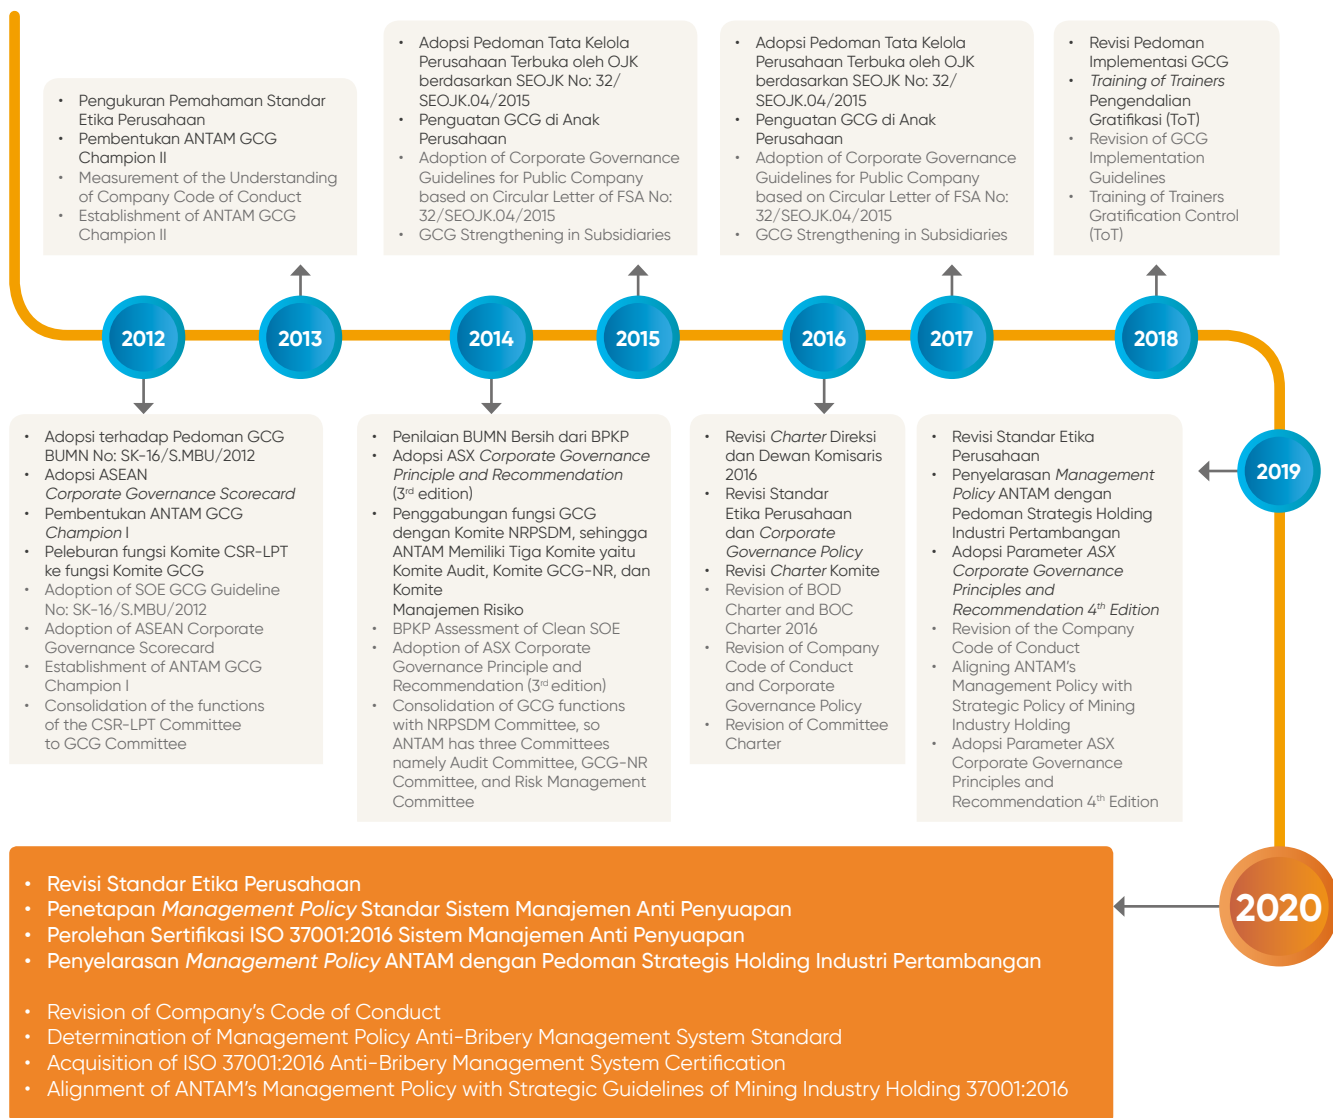 • Pengukuran Pemahaman Standar
Etika Perusahaan
• Pembentukan ANTAM GCG
Champion II
• Measurement of the Understanding
of Company Code of Conduct
• Establishment of ANTAM GCG
Champion II
• Adopsi Pedoman Tata Kelola
Perusahaan Terbuka oleh OJK
berdasarkan SEOJK No: 32/
SEOJK.04/2015
• Penguatan GCG di Anak
Perusahaan
• Adoption of Corporate Governance
Guidelines for Public Company
based on Circular Letter of FSA No:
32/SEOJK.04/2015
• GCG Strengthening in Subsidiaries
• Adopsi Pedoman Tata Kelola
Perusahaan Terbuka oleh OJK
berdasarkan SEOJK No: 32/
SEOJK.04/2015
• Penguatan GCG di Anak
Perusahaan
• Adoption of Corporate Governance
Guidelines for Public Company
based on Circular Letter of FSA No:
32/SEOJK.04/2015
• GCG Strengthening in Subsidiaries
• Revisi Pedoman
Implementasi GCG
• Training of Trainers
Pengendalian
Gratifikasi (ToT)
• Revision of GCG
Implementation
Guidelines
• Training of Trainers
Gratification Control
(ToT)
2012
2013
2014
2015
2016
2017
2018
• Adopsi terhadap Pedoman GCG
BUMN No: SK-16/S.MBU/2012
• Adopsi ASEAN
Corporate Governance Scorecard
• Pembentukan ANTAM GCG
Champion I
• Peleburan fungsi Komite CSR-LPT
ke fungsi Komite GCG
• Adoption of SOE GCG Guideline
No: SK-16/S.MBU/2012
• Adoption of ASEAN Corporate
Governance Scorecard
• Establishment of ANTAM GCG
Champion I
• Consolidation of the functions
of the CSR-LPT Committee
to GCG Committee
• Penilaian BUMN Bersih dari BPKP
• Adopsi ASX Corporate Governance
Principle and Recommendation
(3rd edition)
• Penggabungan fungsi GCG
dengan Komite NRPSDM, sehingga
ANTAM Memiliki Tiga Komite yaitu
Komite Audit, Komite GCG-NR, dan
Komite
Manajemen Risiko
• BPKP Assessment of Clean SOE
• Adoption of ASX Corporate
Governance Principle and
Recommendation (3rd edition)
• Consolidation of GCG functions
with NRPSDM Committee, so
ANTAM has three Committees
namely Audit Committee, GCG-NR
Committee, and Risk Management
Committee
• Revisi Charter Direksi
dan Dewan Komisaris
2016
• Revisi Standar
Etika Perusahaan
dan Corporate
Governance Policy
• Revisi Charter Komite
• Revision of BOD
Charter and BOC
Charter 2016
• Revision of Company
Code of Conduct
and Corporate
Governance Policy
• Revision of Committee
Charter
• Revisi Standar Etika
Perusahaan
• Penyelarasan Management
Policy ANTAM dengan
Pedoman Strategis Holding
Industri Pertambangan
• Adopsi Parameter ASX
Corporate Governance
Principles and
Recommendation 4th Edition
• Revision of the Company
Code of Conduct
• Aligning ANTAM's
Management Policy with
Strategic Policy of Mining
Industry Holding
• Adopsi Parameter ASX
Corporate Governance
Principles and
Recommendation 4th Edition
2019
• Revisi Standar Etika Perusahaan
• Penetapan Management Policy Standar Sistem Manajemen Anti Penyuapan
• Perolehan Sertifikasi ISO 37001:2016 Sistem Manajemen Anti Penyuapan
• Penyelarasan Management Policy ANTAM dengan Pedoman Strategis Holding Industri Pertambangan
• Revision of Company's Code of Conduct
• Determination of Management Policy Anti-Bribery Management System Standard
• Acquisition of ISO 37001:2016 Anti-Bribery Management System Certification
• Alignment of ANTAM's Management Policy with Strategic Guidelines of Mining Industry Holding 37001:2016
2020